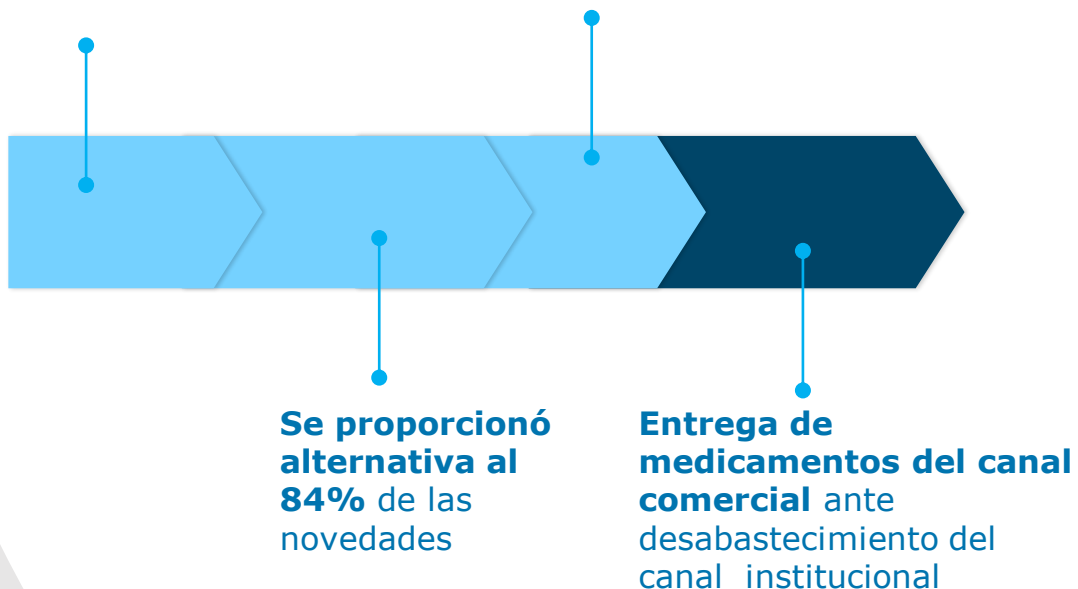 Se proporcionó
alternativa al
84% de las
novedades
Entrega de
medicamentos del canal
comercial ante
desabastecimiento del
canal institucional